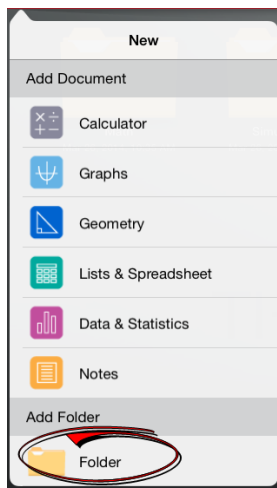 New
Add Document
Calculator
Graphs
Geometry
Lists & Spreadsheet
Data & Statistics
Notes
Add Folder
Folder